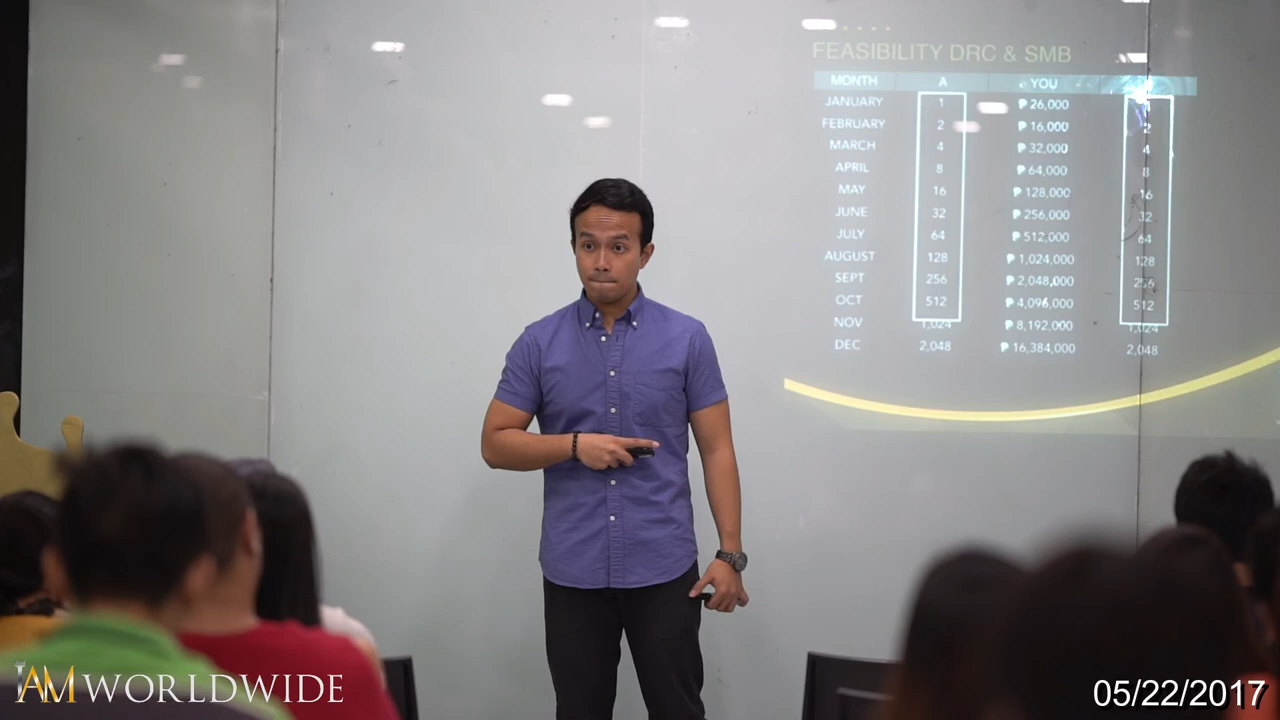 FEASIBILITY DRC & SMB
MONTH A YOU
JANUARY 1 ₱ 26,000
FEBRUARY 2 ₱ 16,000 2
MARCH 4 ₱ 32,000 4
APRIL 8 ₱ 64,000 8
MAY 16 ₱ 128,000 16
JUNE 32 ₱ 256,000 32
JULY 64 ₱ 512,000 64
AUGUST 128 ₱ 1,024,000 128
SEPT 256 ₱ 2,048,000 256
OCT 512 ₱ 4,096,000 512
NOV 1,024 ₱ 8,192,000 1,024
DEC 2,048 ₱ 16,384,000 2,048
IAM WORLDWIDE
05/22/2017